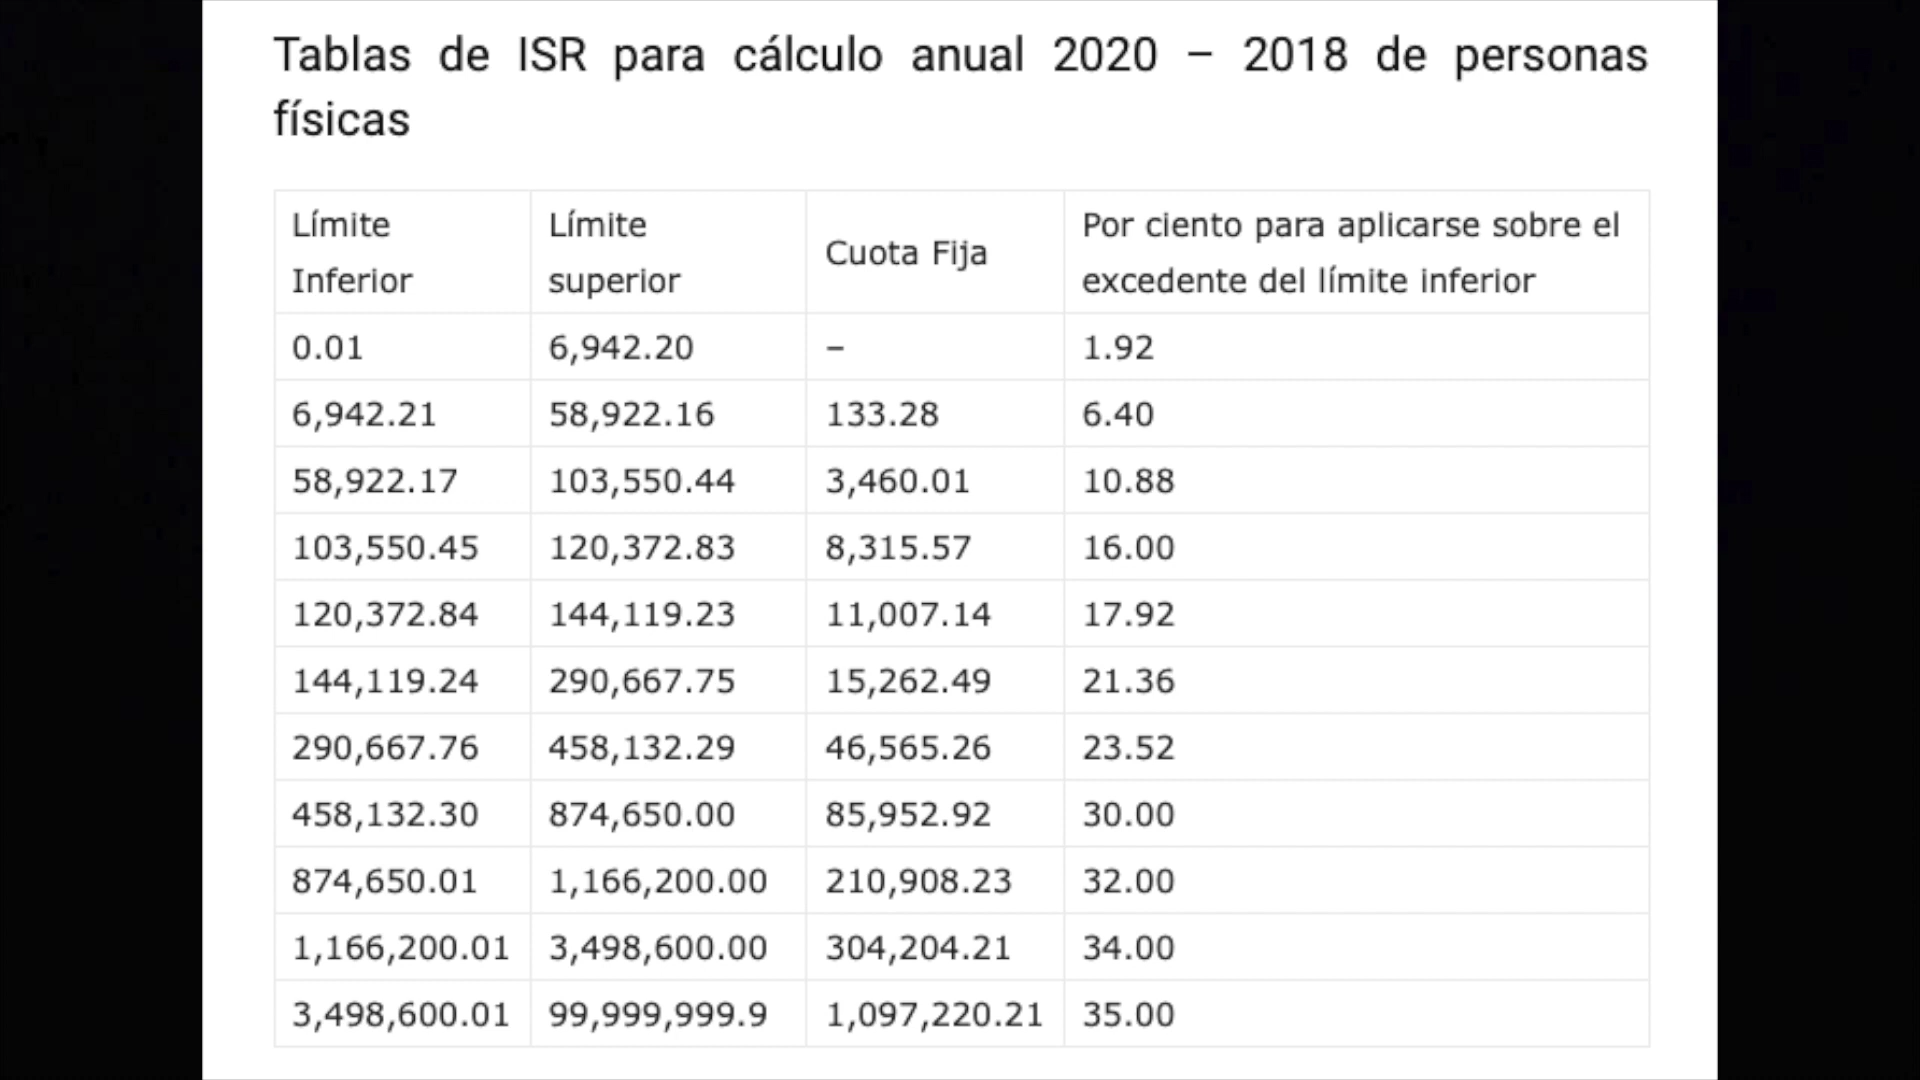 Tablas de ISR para cálculo anual 2020 – 2018 de personas
físicas
Límite Inferior Límite superior Cuota Fija Por ciento para aplicarse sobre el excedente del límite inferior
0.01 6,942.20 – 1.92
6,942.21 58,922.16 133.28 6.40
58,922.17 103,550.44 3,460.01 10.88
103,550.45 120,372.83 8,315.57 16.00
120,372.84 144,119.23 11,007.14 17.92
144,119.24 290,667.75 15,262.49 21.36
290,667.76 458,132.29 46,565.26 23.52
458,132.30 874,650.00 85,952.92 30.00
874,650.01 1,166,200.00 210,908.23 32.00
1,166,200.01 3,498,600.00 304,204.21 34.00
3,498,600.01 99,999,999.9 1,097,220.21 35.00